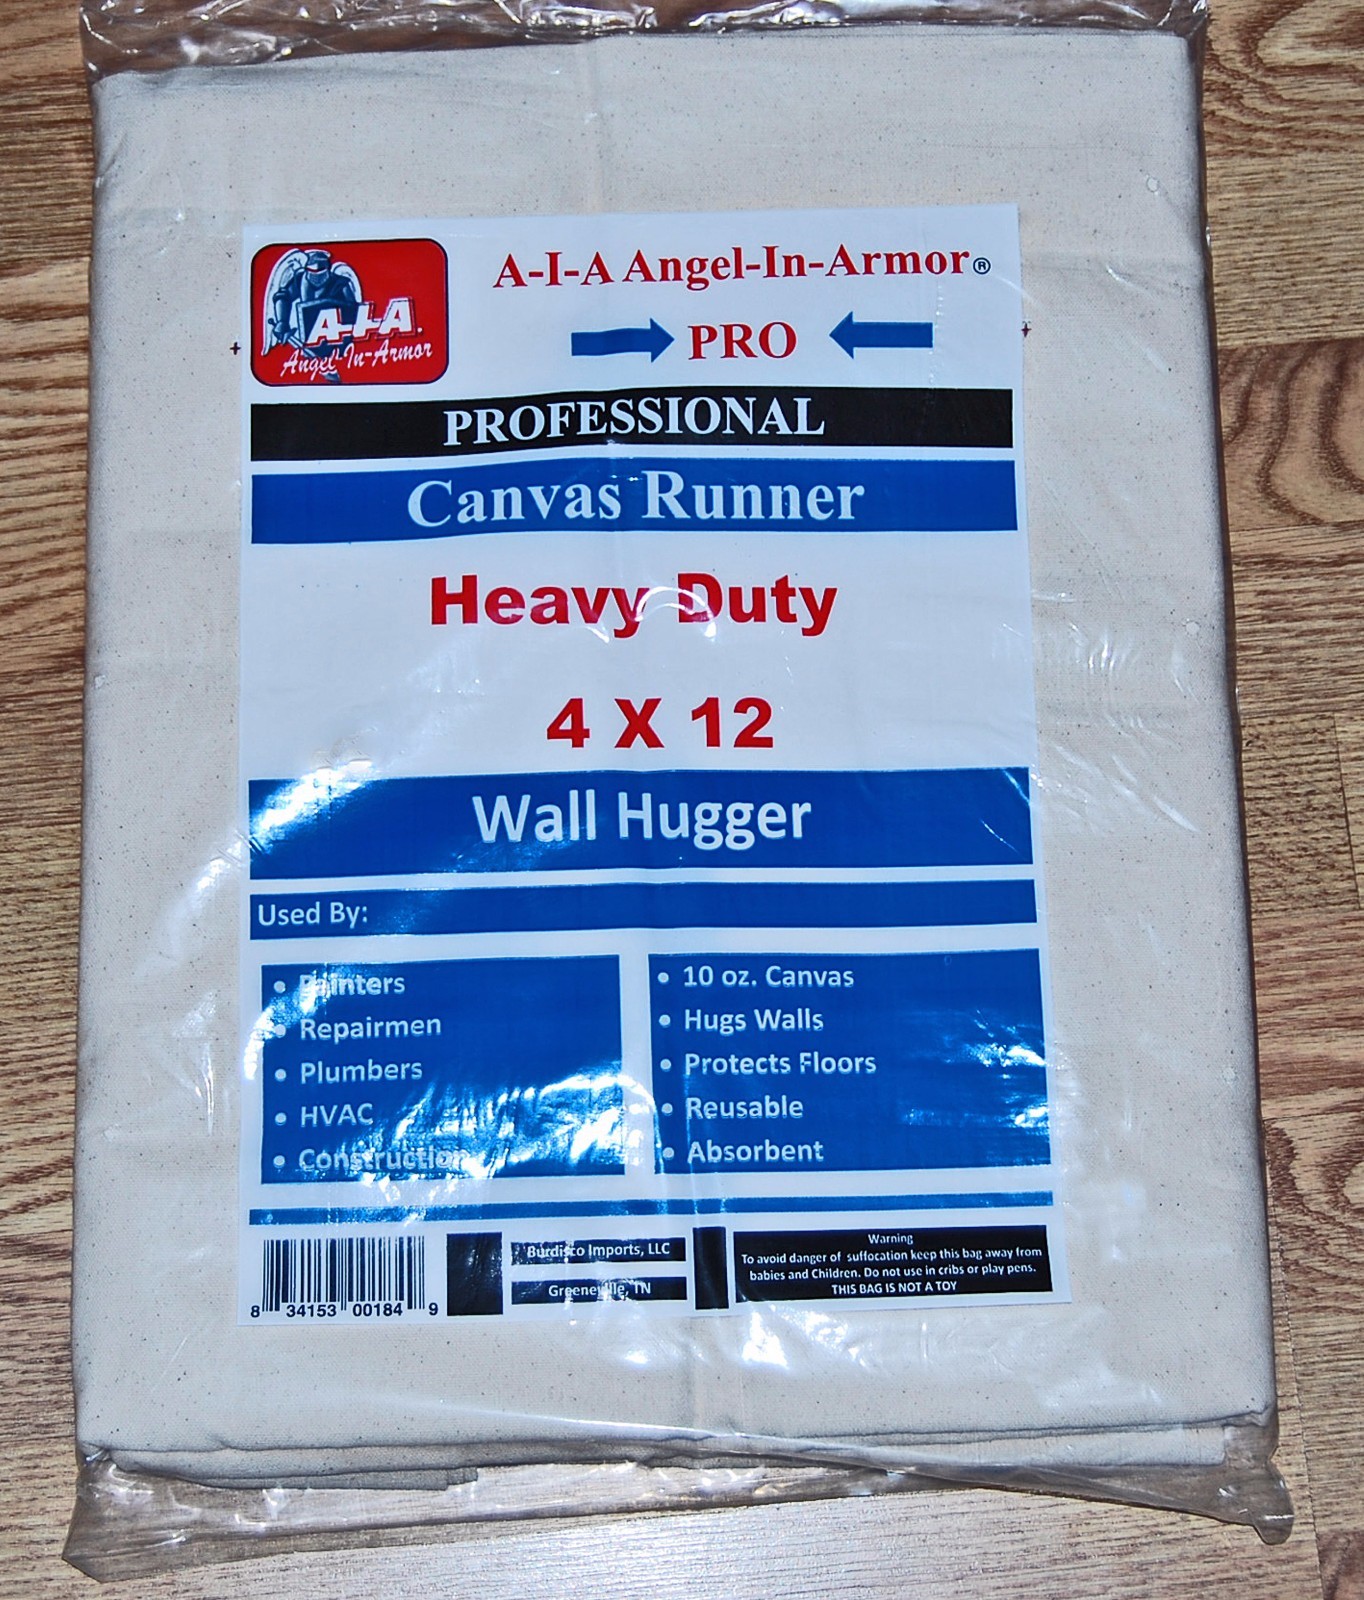 A-I-A.
Angel-In-Armor
A-I-A Angel-In-Armor®
PRO
PROFESSIONAL
Canvas Runner
Heavy Duty
4 X 12
Wall Hugger
Used By:
• Painters
• Repairmen
• Plumbers
• HVAC
• Construction
• 10 oz. Canvas
• Hugs Walls
• Protects Floors
• Reusable
• Absorbent
8 34153 00184 9
Burdisco Imports, LLC
Greeneville, TN
Warning
To avoid danger of suffocation keep this bag away from
babies and Children. Do not use in cribs or play pens.
THIS BAG IS NOT A TOY